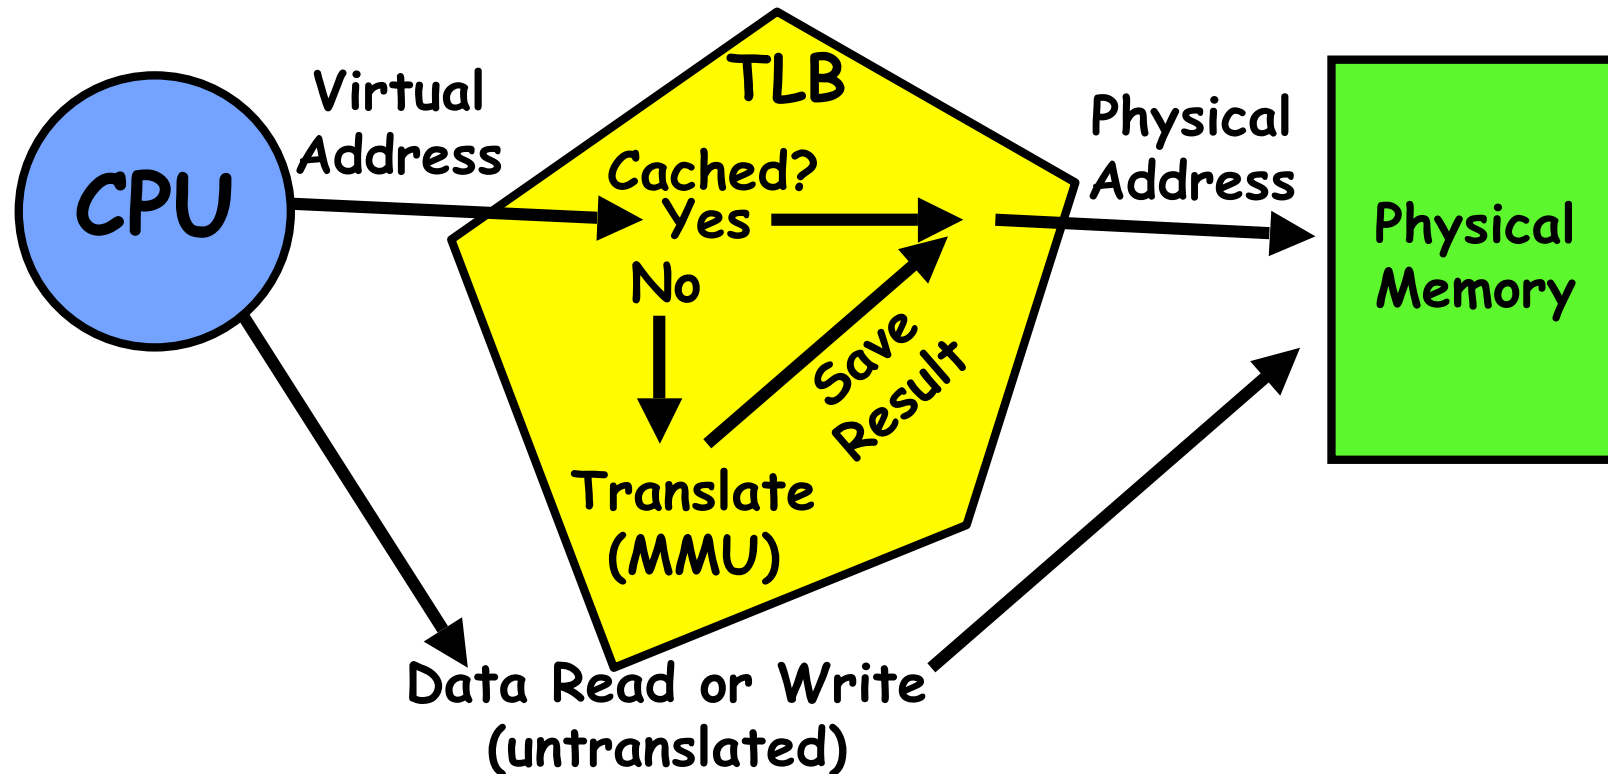 TLB
Virtual
Address
Physical
Address
CPU
Cached?
Yes
No
Save
Result
Translate
(MMU)
Physical
Memory
Data Read or Write
(untranslated)